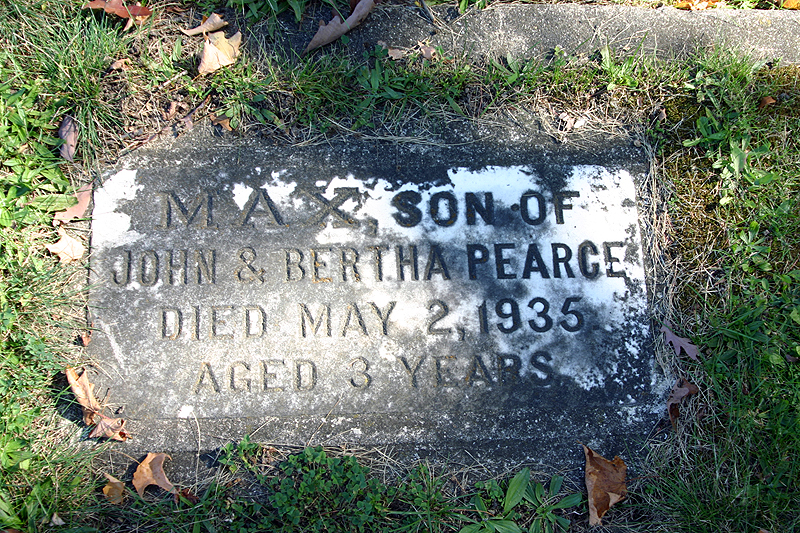 MAX, SON OF
JOHN & BERTHA PEARCE
DIED MAY 2, 1935.
AGED 3 YEARS.